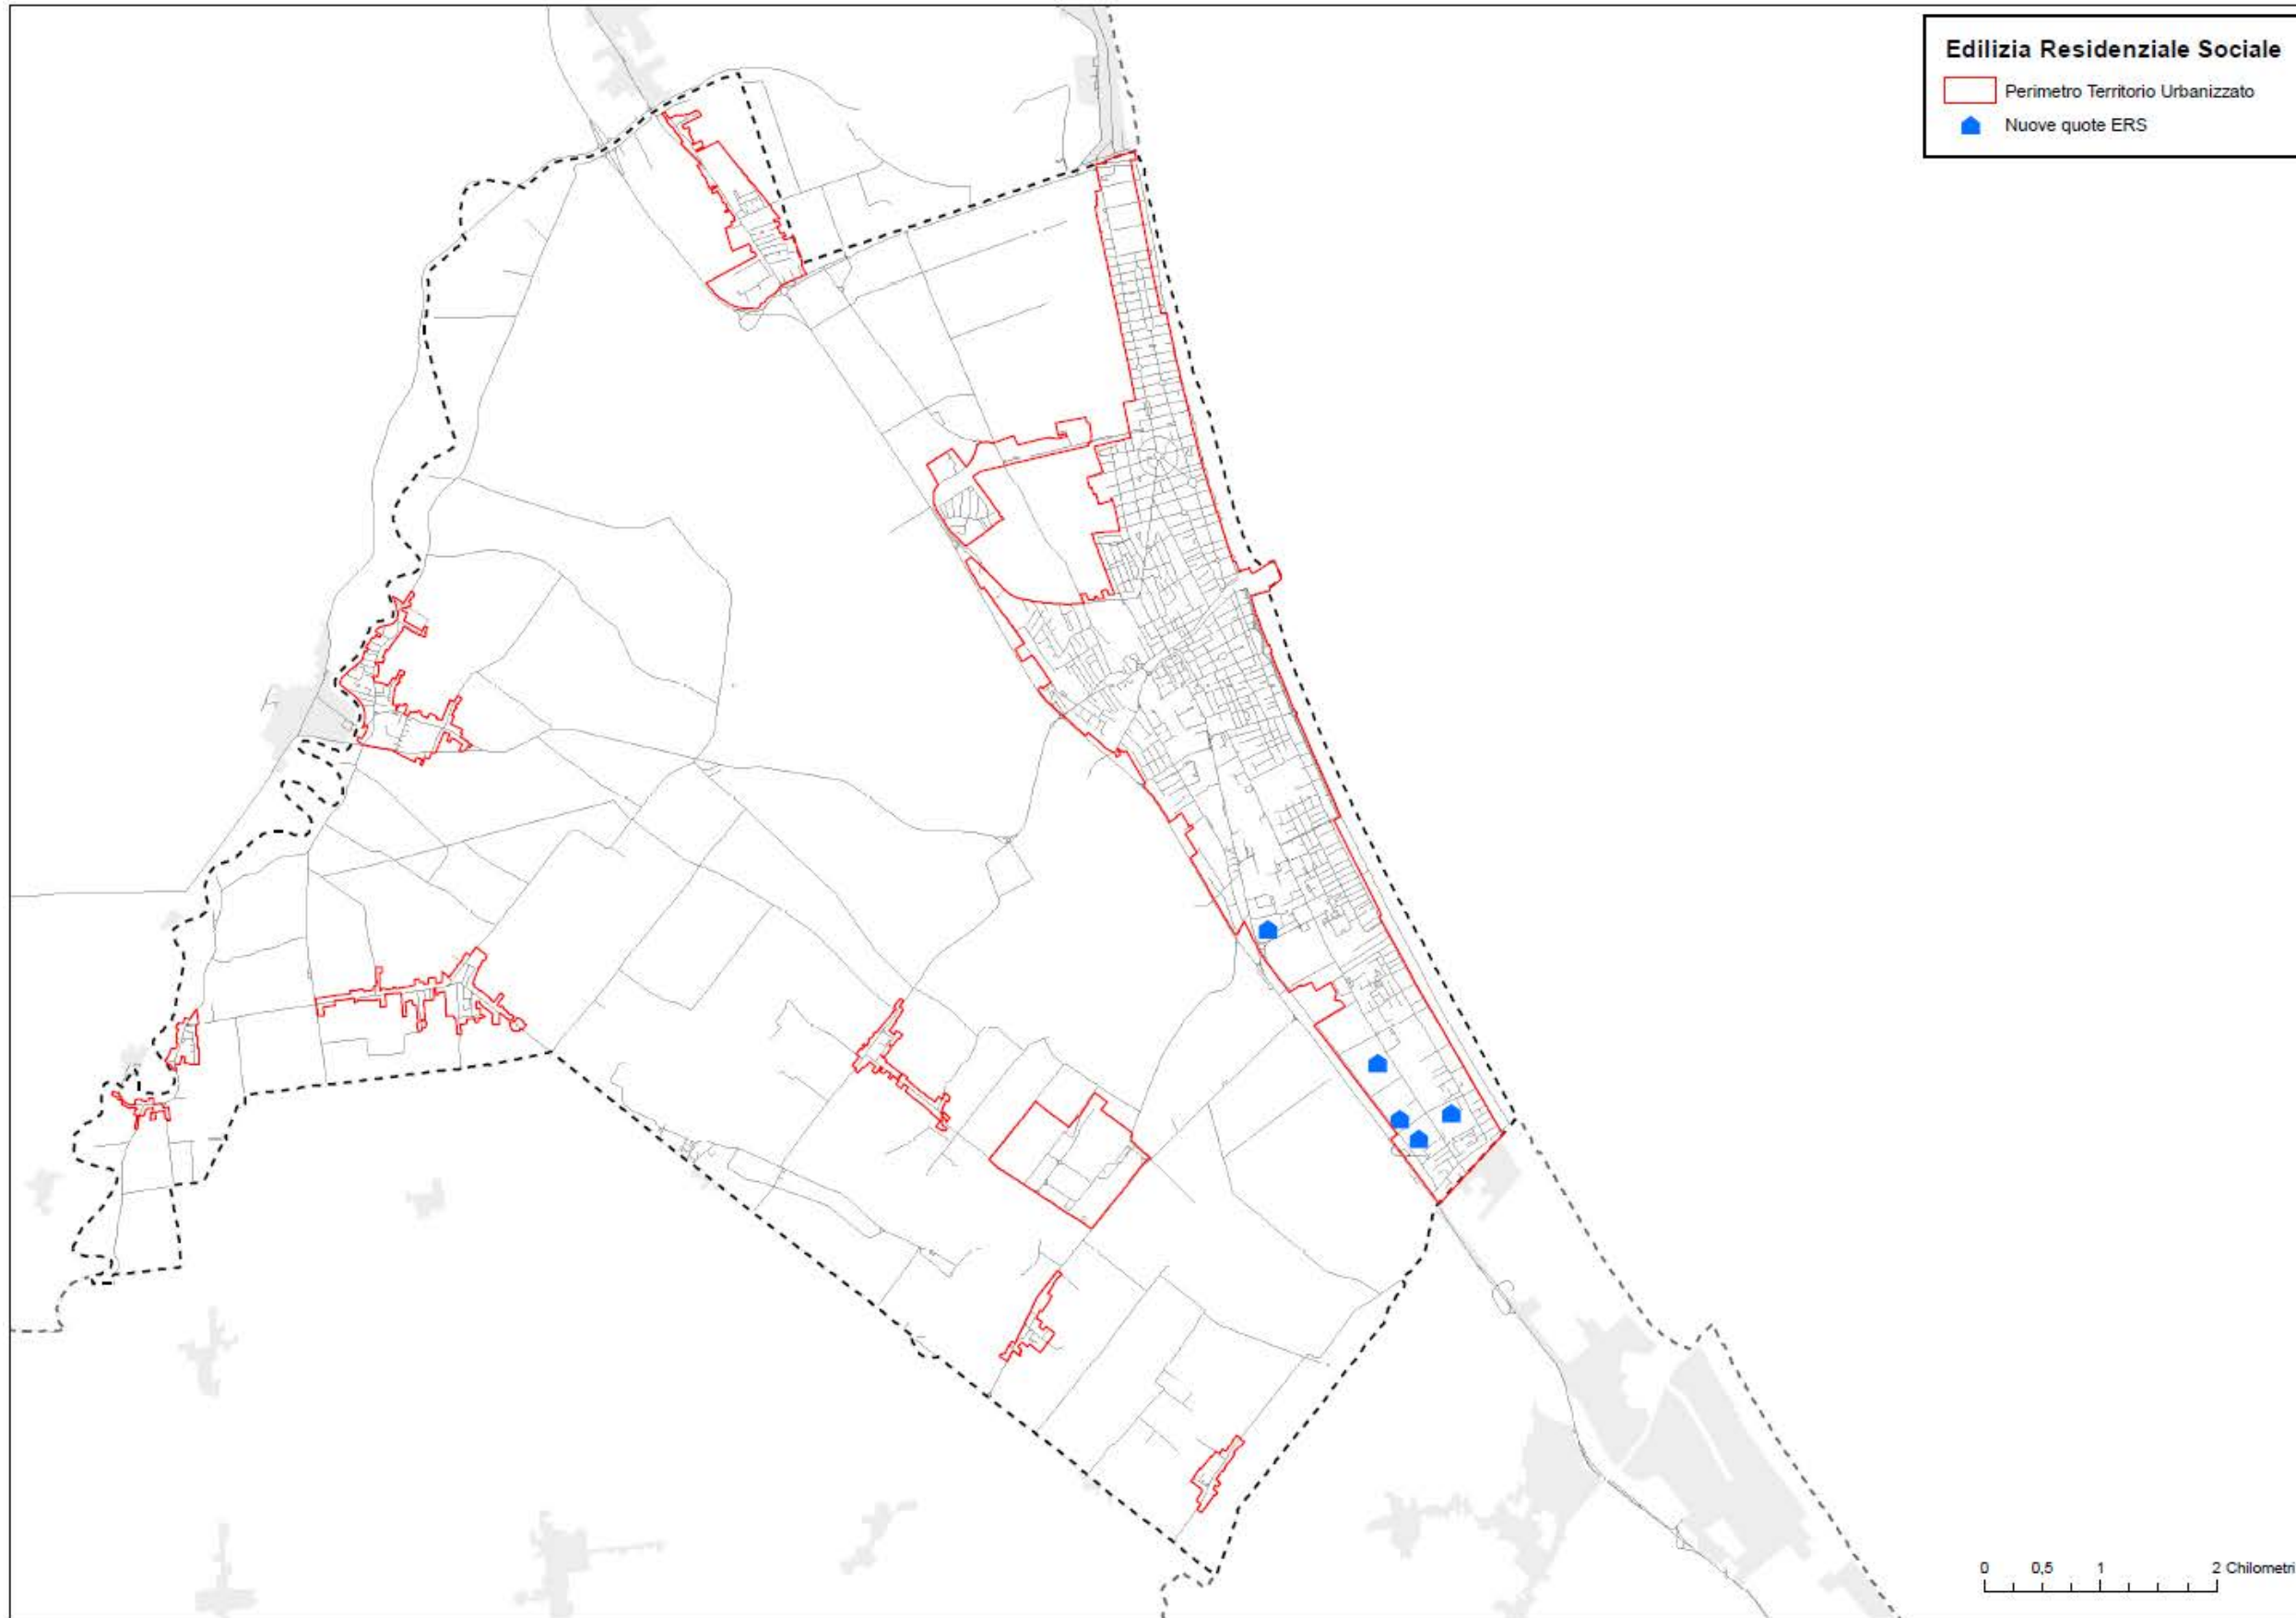 Edilizia Residenziale Sociale
Perimetro Territorio Urbanizzato
Nuove quote ERS
0 0,5 1 2 Chilometri